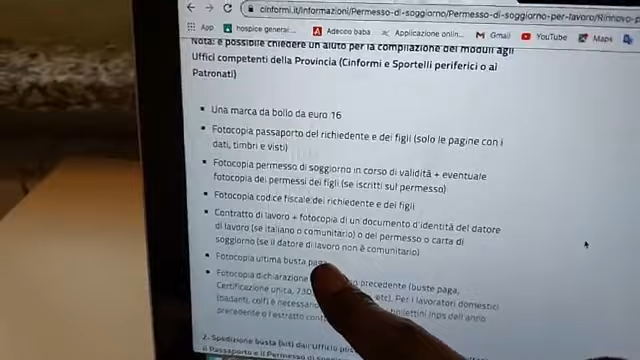 cinformi.it/Informazioni/Permesso-di-soggiorno/Permesso-di-soggiorno-per-lavoro/Rinnovo-p
App hospice general... Adecco baba Applicazione online... Gmail YouTube Maps
Nota: è possibile chiedere un aiuto per la compilazione dei moduli agli
Uffici competenti della Provincia (Cinformi e Sportelli periferici o ai
Patronati)
Una marca da bollo da euro 16
Fotocopia passaporto del richiedente e dei figli (solo le pagine con i
dati, timbri e visti)
Fotocopia permesso di soggiorno in corso di validità + eventuale
fotocopia dei permessi dei figli (se iscritti sul permesso)
Fotocopia codice fiscale del richiedente e dei figli
Contratto di lavoro + fotocopia di un documento d'identità del datore
di lavoro (se italiano o comunitario) o del permesso o carta di
soggiorno (se il datore di lavoro non è comunitario)
Fotocopia ultima busta paga
Fotocopia dichiarazione precedente (buste paga,
Certificazione unica, 730 etc). Per i lavoratori domestici
(badanti, colf) è necessario bollettini Inps dell'anno
precedente o l'estratto
2. Spedizione busta (kit) dall'Ufficio
il Passaporto e il Permesso di